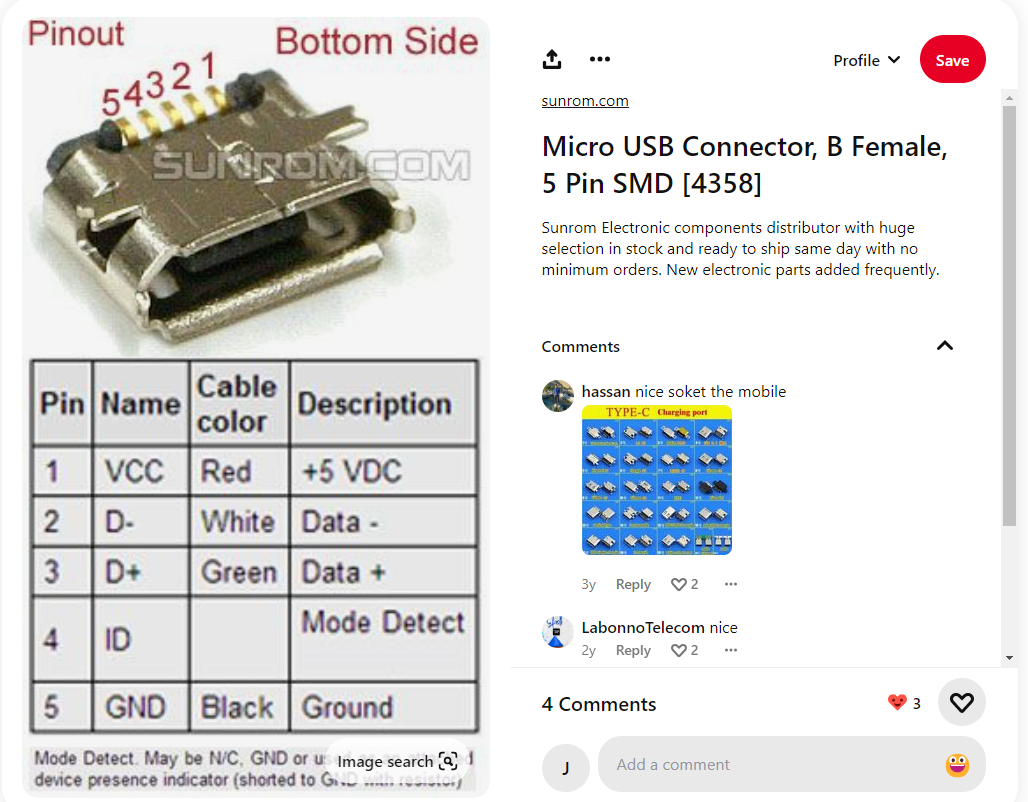 Pinout
Bottom Side
5 4 3 2 1
SUNROM.COM
Pin Name Cable color Description
1 VCC Red +5 VDC
2 D- White Data -
3 D+ Green Data +
4 ID Mode Detect
5 GND Black Ground
Mode Detect. May be N/C, GND or
device presence indicator (shorted to GND with resistor)
Image search
Profile
Save
sunrom.com
Micro USB Connector, B Female,
5 Pin SMD [4358]
Sunrom Electronic components distributor with huge
selection in stock and ready to ship same day with no
minimum orders. New electronic parts added frequently.
Comments
hassan nice soket the mobile
TYPE-C Charging port
3y Reply 2
LabonnoTelecom nice
2y Reply 2
4 Comments
3
J
Add a comment